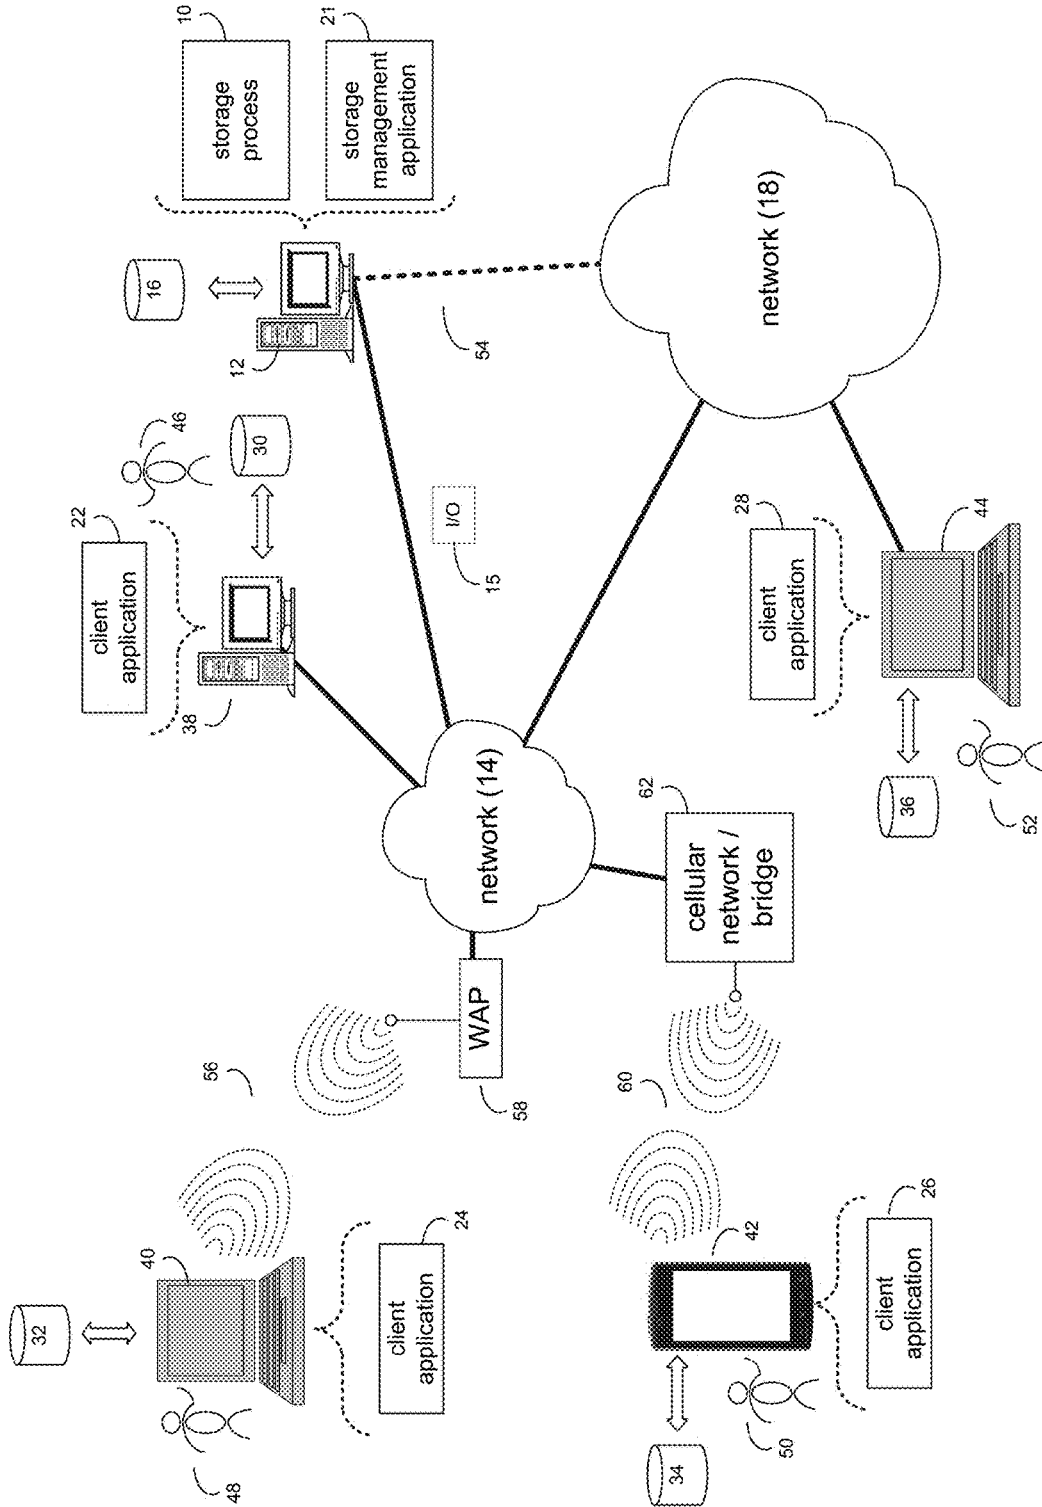 32
22
client
application
40
16
10
storage
process
46
38
48
56
12
30
21
storage
management
application
24
client
application
54
I/O
15
WAP
58
network (14)
60
62
cellular
network /
bridge
34
42
50
28
client
application
network (18)
26
client
application
36
44
52